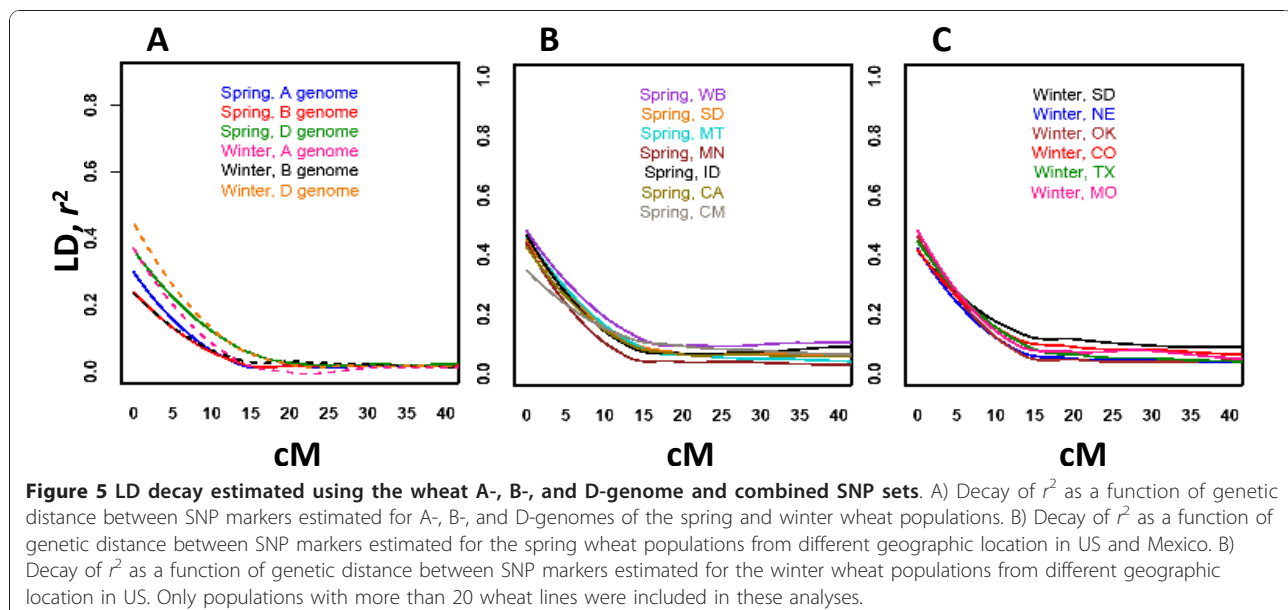 A
B
C
Spring, A genome
Spring, B genome
Spring, D genome
Winter, A genome
Winter, B genome
Winter, D genome
LD, r²
0.0
0.2
0.4
0.6
0.8
0 5 10 15 20 25 30 35 40
cM
Spring, WB
Spring, SD
Spring, MT
Spring, MN
Spring, ID
Spring, CA
Spring, CM
0.0
0.2
0.4
0.6
0.8
1.0
0 5 10 15 20 25 30 35 40
cM
Winter, SD
Winter, NE
Winter, OK
Winter, CO
Winter, TX
Winter, MO
0.0
0.2
0.4
0.6
0.8
1.0
0 5 10 15 20 25 30 35 40
cM
Figure 5 LD decay estimated using the wheat A-, B-, and D-genome and combined SNP sets. A) Decay of r² as a function of genetic
distance between SNP markers estimated for A-, B-, and D-genomes of the spring and winter wheat populations. B) Decay of r² as a function of
genetic distance between SNP markers estimated for the spring wheat populations from different geographic location in US and Mexico. B)
Decay of r² as a function of genetic distance between SNP markers estimated for the winter wheat populations from different geographic
location in US. Only populations with more than 20 wheat lines were included in these analyses.